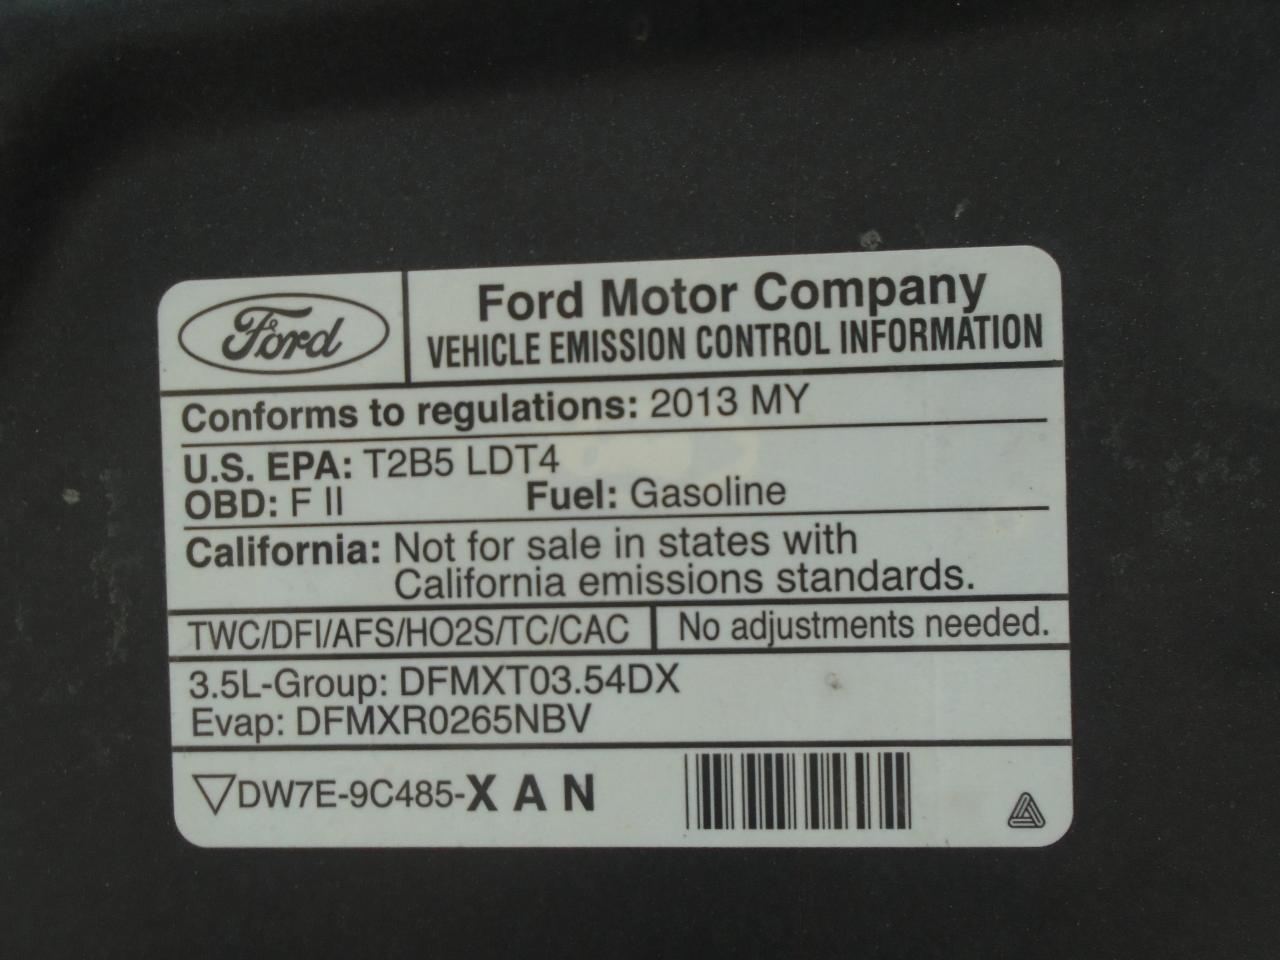 Ford
Ford Motor Company
VEHICLE EMISSION CONTROL INFORMATION
Conforms to regulations: 2013 MY
U.S. EPA: T2B5 LDT4
OBD: F II Fuel: Gasoline
California: Not for sale in states with
California emissions standards.
TWC/DFI/AFS/HO2S/TC/CAC No adjustments needed.
3.5L-Group: DFMXT03.54DX
Evap: DFMXR0265NBV
DW7E-9C485-X A N